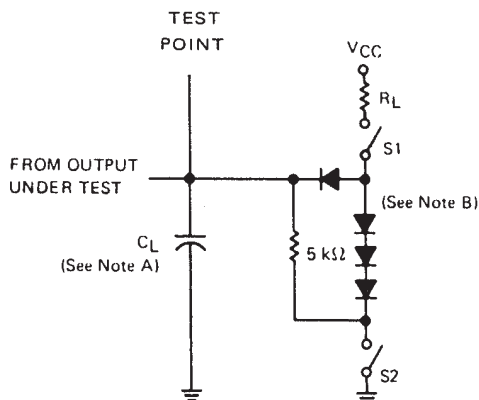 TEST
POINT
VCC
RL
S1
FROM OUTPUT
UNDER TEST
(See Note B)
CL
(See Note A)
5 kΩ
S2